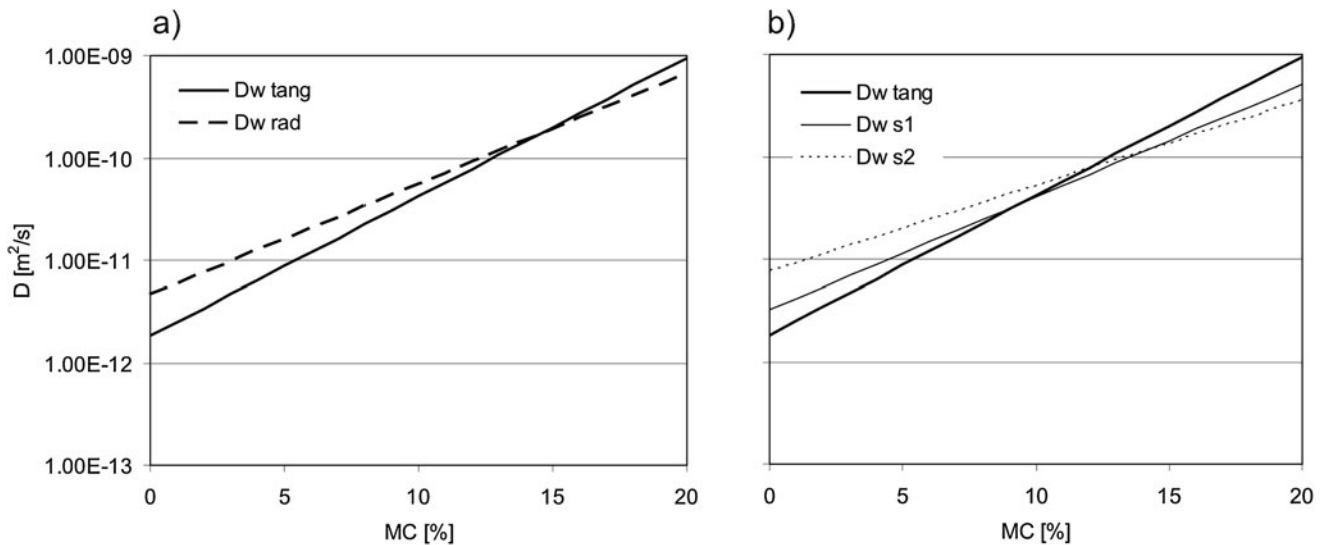 a)
1.00E-09
1.00E-10
1.00E-11
1.00E-12
1.00E-13
D [m²/s]
Dw tang
Dw rad
0 5 10 15 20
MC [%]
b)
Dw tang
Dw s1
Dw s2
0 5 10 15 20
MC [%]